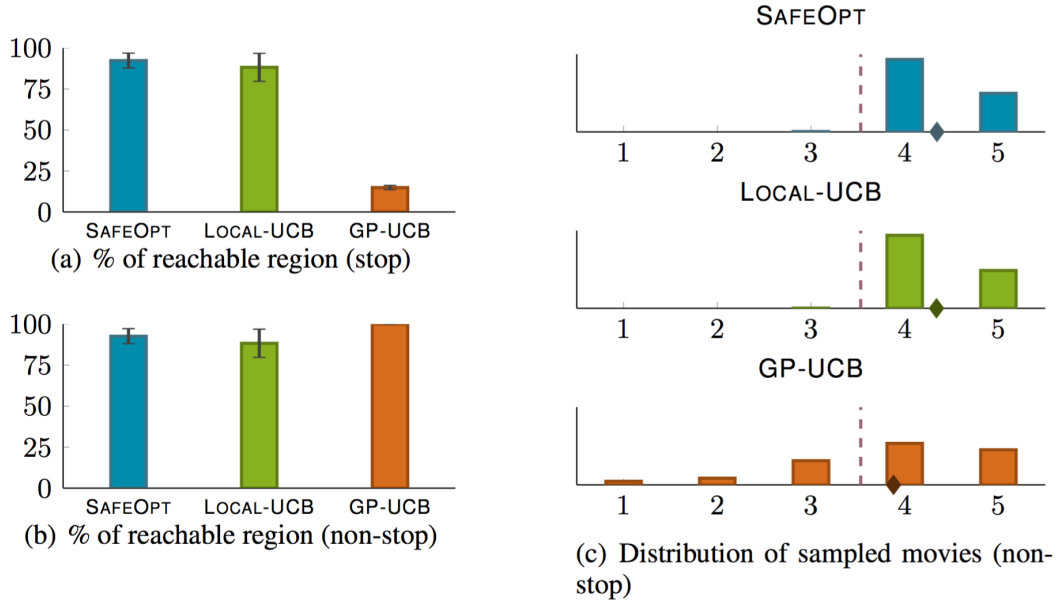 100
75
50
25
0
SAFEOPT LOCAL-UCB GP-UCB
(a) % of reachable region (stop)
100
75
50
25
0
SAFEOPT LOCAL-UCB GP-UCB
(b) % of reachable region (non-stop)
SAFEOPT
1 2 3 4 5
LOCAL-UCB
1 2 3 4 5
GP-UCB
1 2 3 4 5
(c) Distribution of sampled movies (non-
stop)